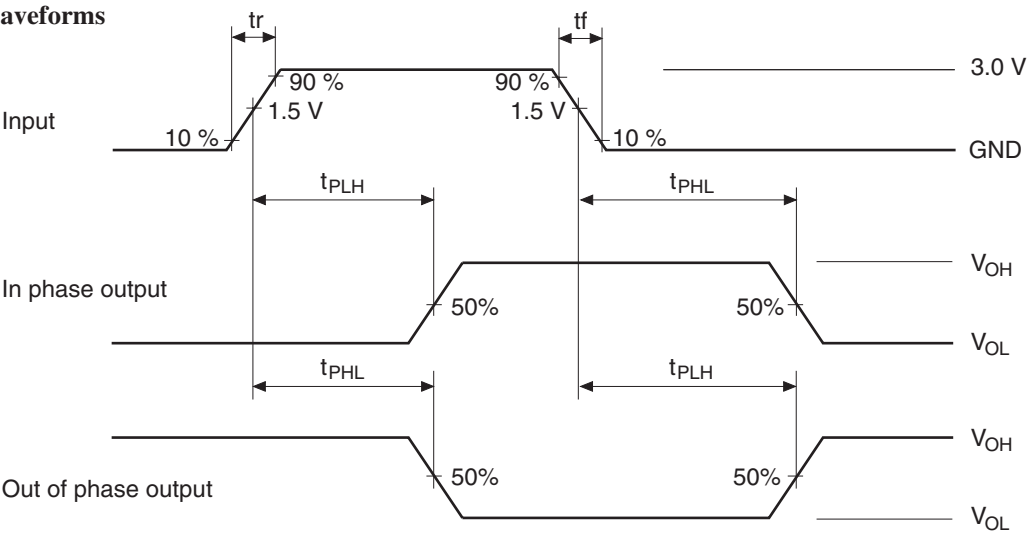 aveforms
tr
tf
3.0 V
90 %
90 %
1.5 V
1.5 V
Input
10 %
10 %
GND
tPLH
tPHL
VOH
In phase output
50%
50%
VOL
tPHL
tPLH
VOH
50%
50%
Out of phase output
VOL